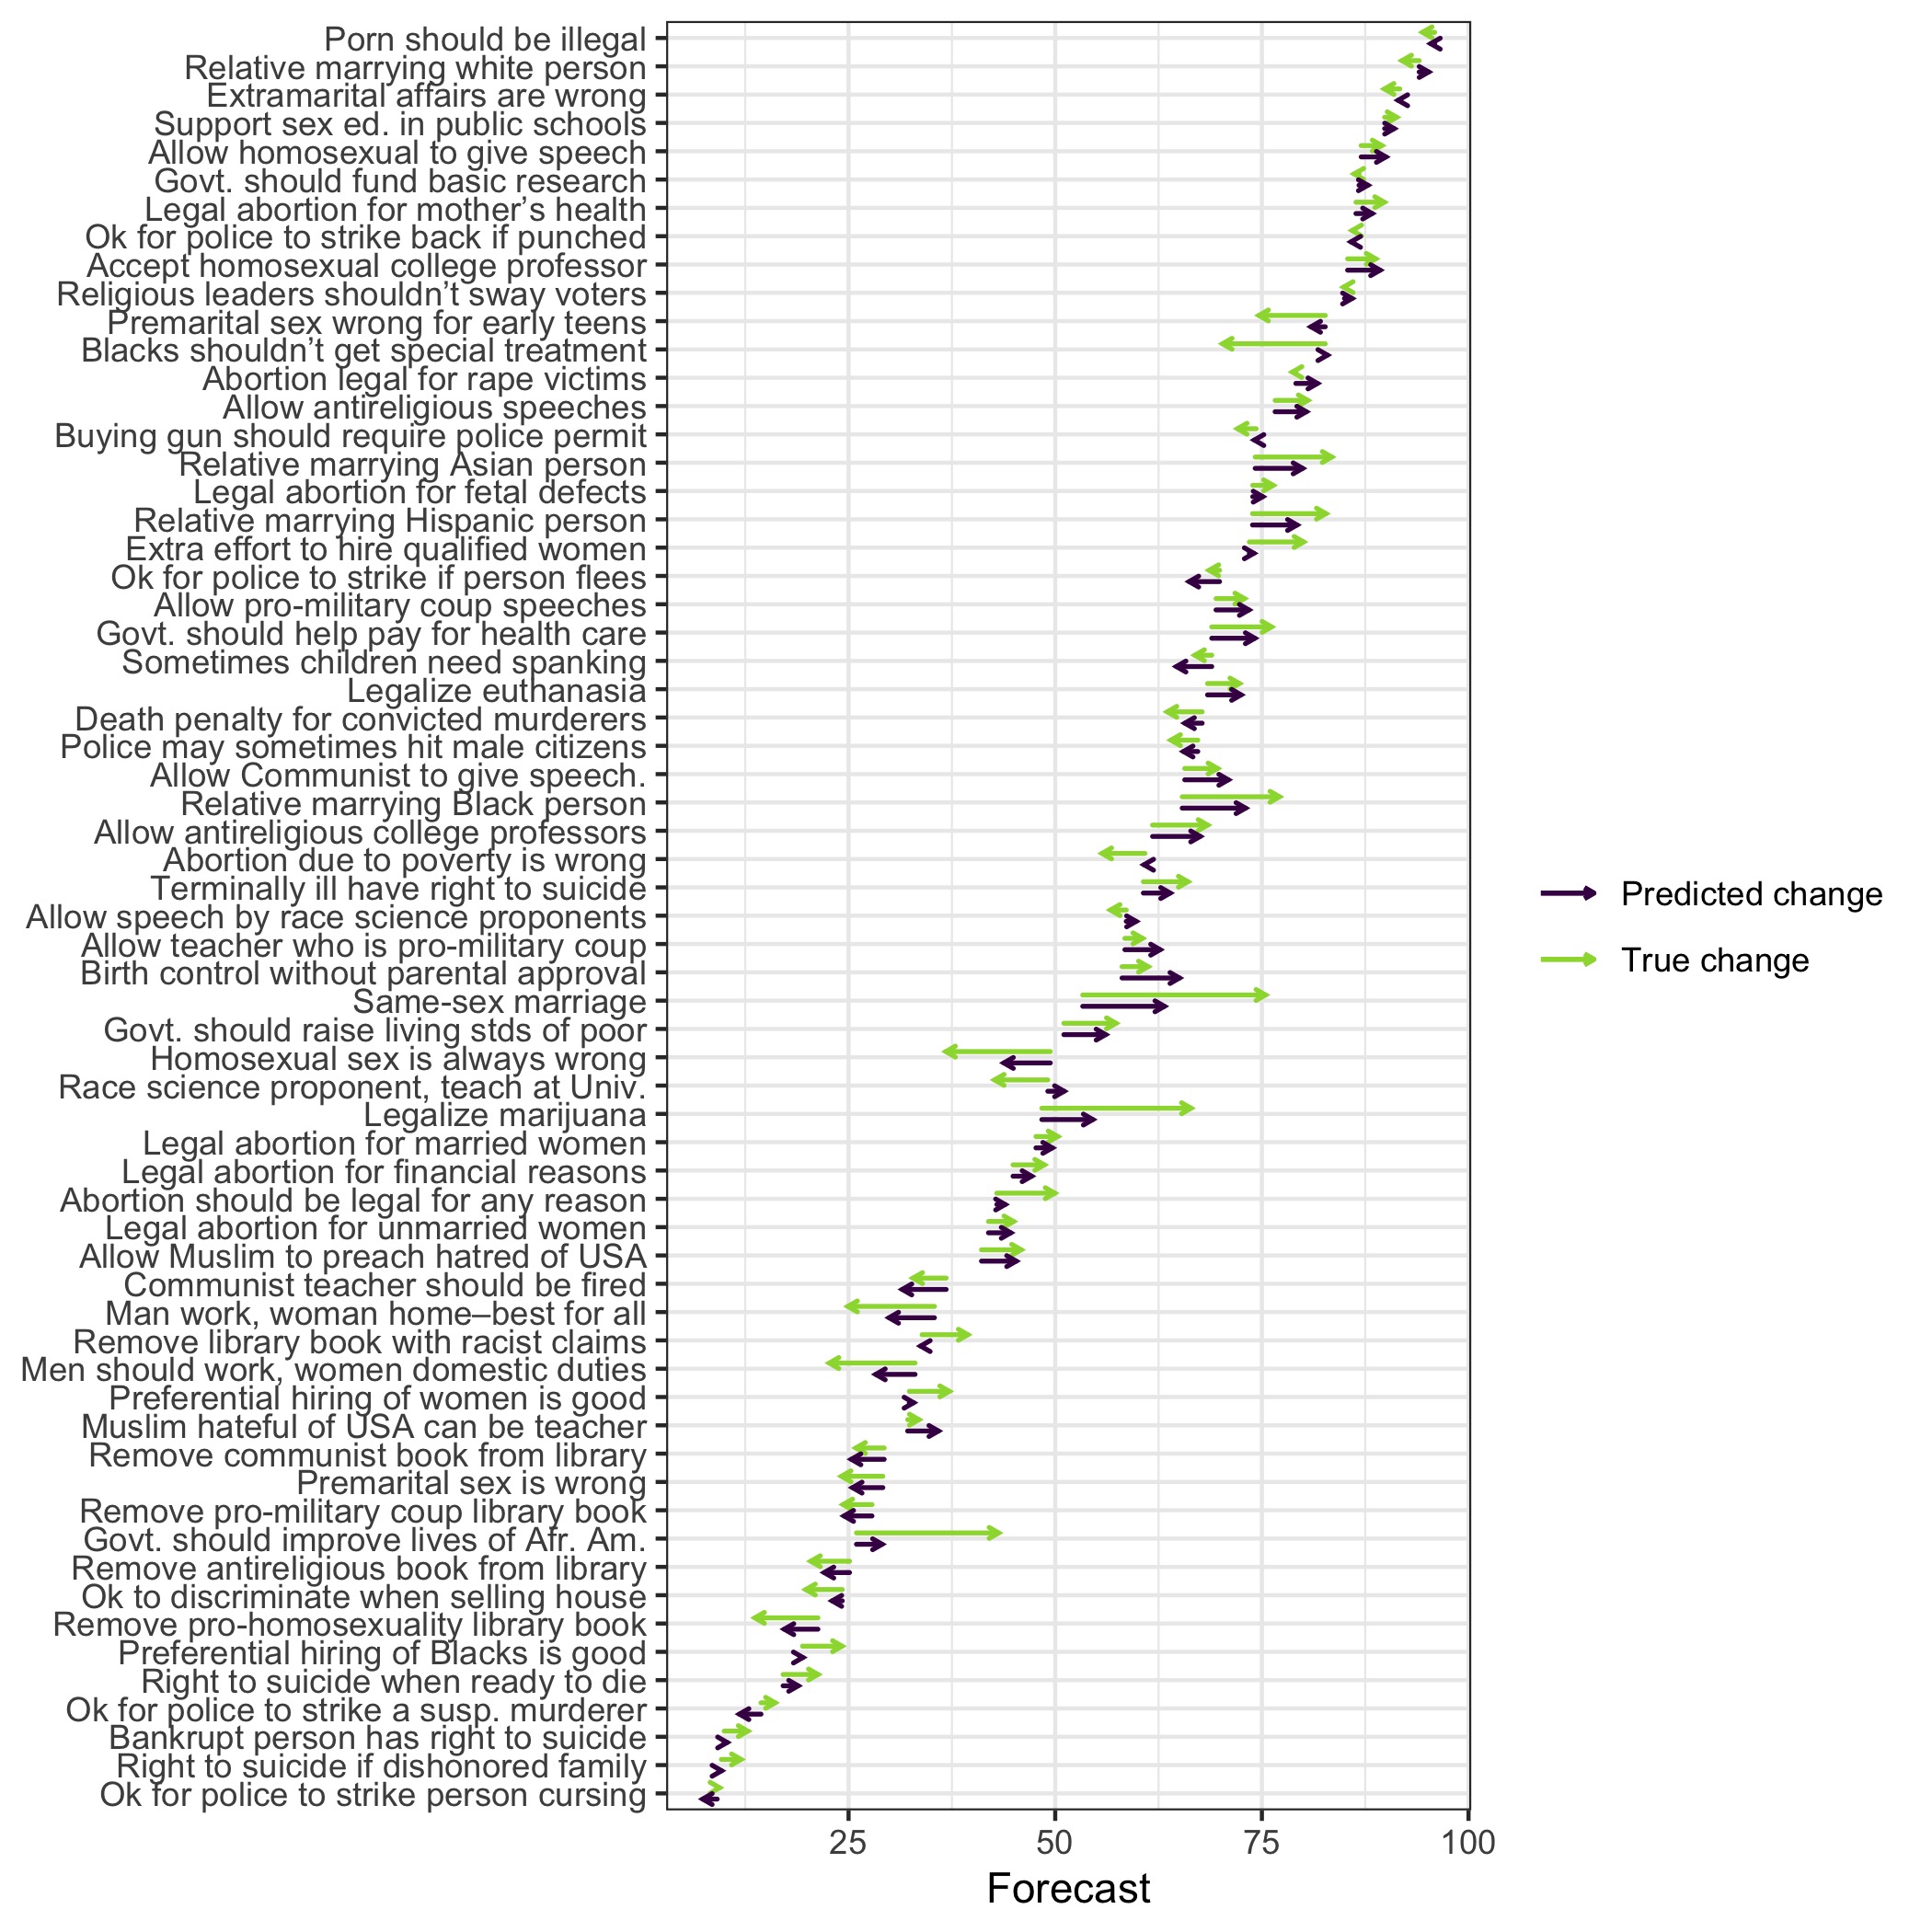 Porn should be illegal
Relative marrying white person
Extramarital affairs are wrong
Support sex ed. in public schools
Allow homosexual to give speech
Govt. should fund basic research
Legal abortion for mother’s health
Ok for police to strike back if punched
Accept homosexual college professor
Religious leaders shouldn’t sway voters
Premarital sex wrong for early teens
Blacks shouldn’t get special treatment
Abortion legal for rape victims
Allow antireligious speeches
Buying gun should require police permit
Relative marrying Asian person
Legal abortion for fetal defects
Relative marrying Hispanic person
Extra effort to hire qualified women
Ok for police to strike if person flees
Allow pro-military coup speeches
Govt. should help pay for health care
Sometimes children need spanking
Legalize euthanasia
Death penalty for convicted murderers
Police may sometimes hit male citizens
Allow Communist to give speech.
Relative marrying Black person
Allow antireligious college professors
Abortion due to poverty is wrong
Terminally ill have right to suicide
Allow speech by race science proponents
Allow teacher who is pro-military coup
Birth control without parental approval
Same-sex marriage
Govt. should raise living stds of poor
Homosexual sex is always wrong
Race science proponent, teach at Univ.
Legalize marijuana
Legal abortion for married women
Legal abortion for financial reasons
Abortion should be legal for any reason
Legal abortion for unmarried women
Allow Muslim to preach hatred of USA
Communist teacher should be fired
Man work, woman home–best for all
Remove library book with racist claims
Men should work, women domestic duties
Preferential hiring of women is good
Muslim hateful of USA can be teacher
Remove communist book from library
Premarital sex is wrong
Remove pro-military coup library book
Govt. should improve lives of Afr. Am.
Remove antireligious book from library
Ok to discriminate when selling house
Remove pro-homosexuality library book
Preferential hiring of Blacks is good
Right to suicide when ready to die
Ok for police to strike a susp. murderer
Bankrupt person has right to suicide
Right to suicide if dishonored family
Ok for police to strike person cursing
25 50 75 100
Forecast
Predicted change
True change